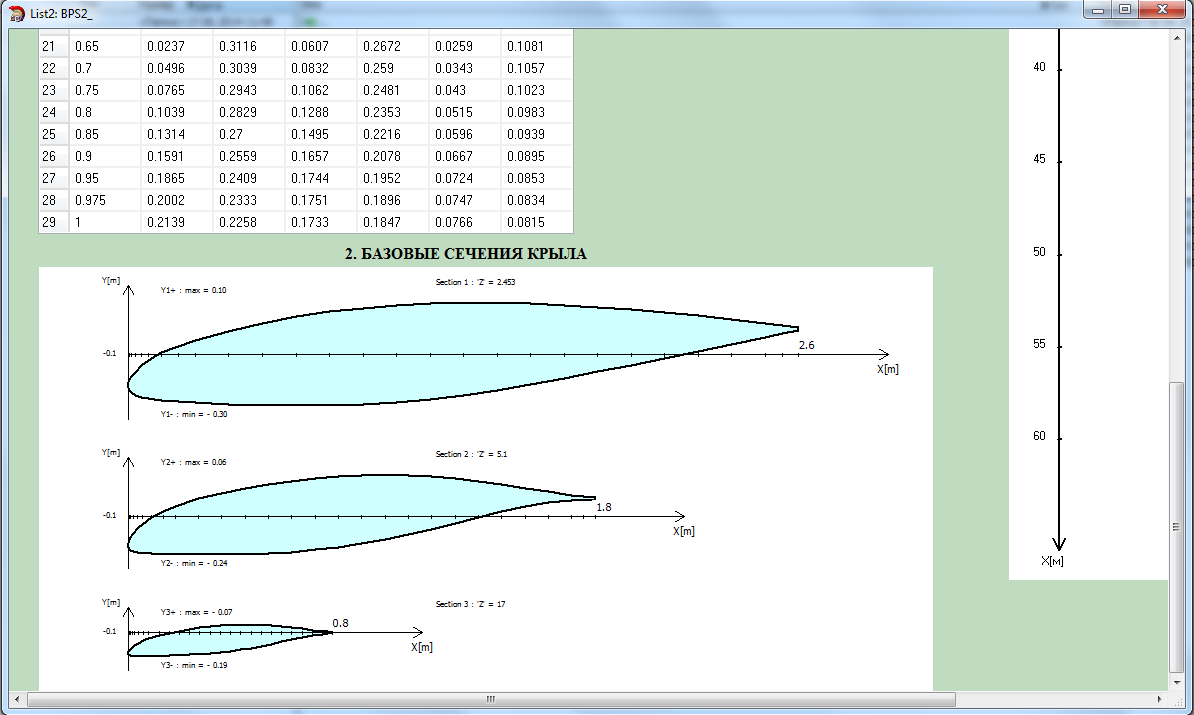 List2: BPS2_
21 0.65 0.0237 0.3116 0.0607 0.2672 0.0259 0.1081
22 0.7 0.0496 0.3039 0.0832 0.259 0.0343 0.1057
23 0.75 0.0765 0.2943 0.1062 0.2481 0.043 0.1023
24 0.8 0.1039 0.2829 0.1288 0.2353 0.0515 0.0983
25 0.85 0.1314 0.27 0.1495 0.2216 0.0596 0.0939
26 0.9 0.1591 0.2559 0.1657 0.2078 0.0667 0.0895
27 0.95 0.1865 0.2409 0.1744 0.1952 0.0724 0.0853
28 0.975 0.2002 0.2333 0.1751 0.1896 0.0747 0.0834
29 1 0.2139 0.2258 0.1733 0.1847 0.0766 0.0815
2. БАЗОВЫЕ СЕЧЕНИЯ КРЫЛА
Y[m]
Y1+ : max = 0.10
Section 1 : 'Z' = 2.453
-0.1
2.6
X[m]
Y1- : min = - 0.30
Y[m]
Y2+ : max = 0.06
Section 2 : 'Z' = 5.1
-0.1
1.8
X[m]
Y2- : min = - 0.24
Y[m]
Y3+ : max = - 0.07
Section 3 : 'Z' = 17
-0.1
0.8
X[m]
Y3- : min = - 0.19
40
45
50
55
60
X[м]